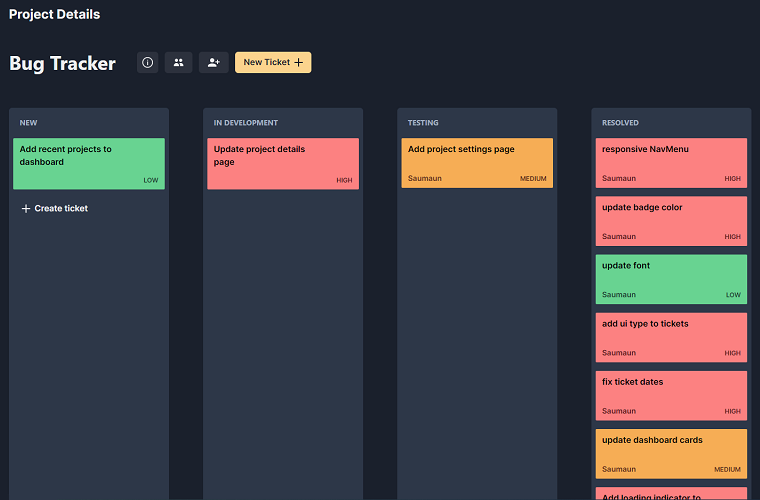 Project Details
Bug Tracker
New Ticket
NEW
Add recent projects to
dashboard
LOW
Create ticket
IN DEVELOPMENT
Update project details
page
HIGH
TESTING
Add project settings page
Saumaun MEDIUM
RESOLVED
responsive NavMenu
Saumaun HIGH
update badge color
Saumaun HIGH
update font
Saumaun LOW
add ui type to tickets
Saumaun HIGH
fix ticket dates
Saumaun HIGH
update dashboard cards
Saumaun MEDIUM
Add loading indicator to